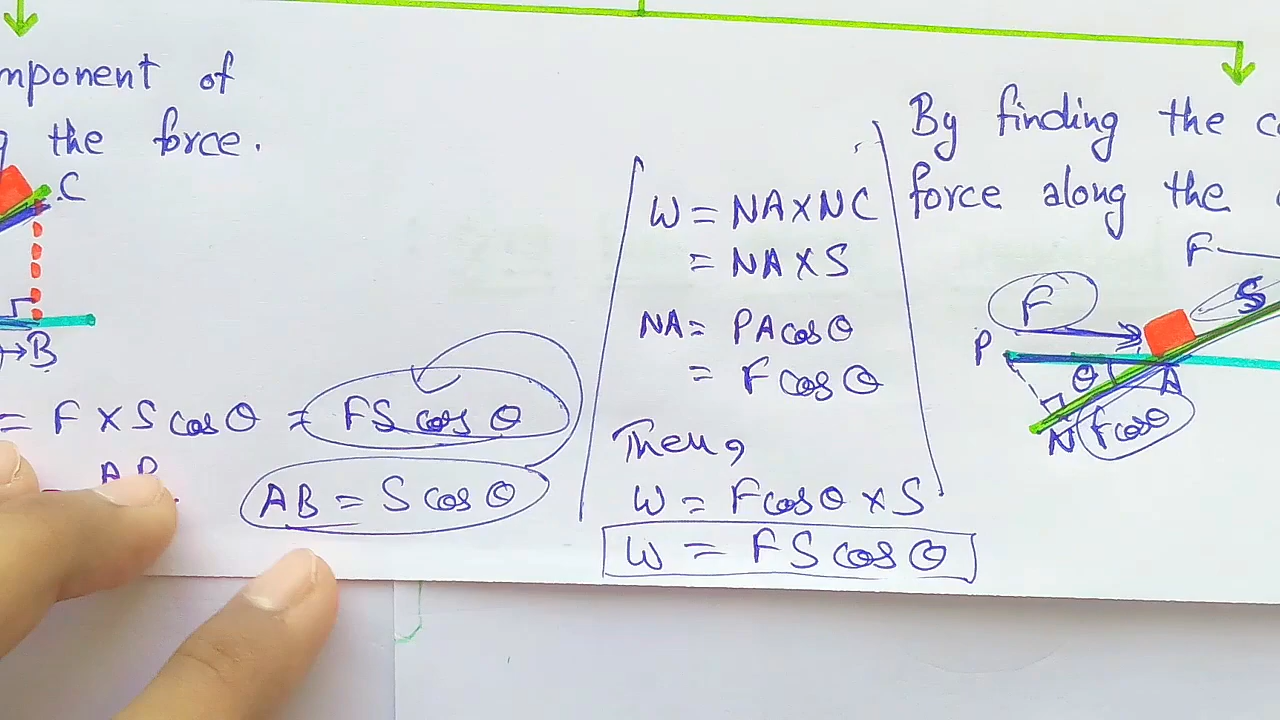 mponent of
the force.
C
B
= F × S cos θ = FS cos θ
AB = S cos θ
W = NA × NC
= NA × S
NA = PA cos θ
= F cos θ
Then,
W = F cos θ × S
W = FS cos θ
By finding the c
force along the
F
S
F
P
θ
A
N
F cos θ